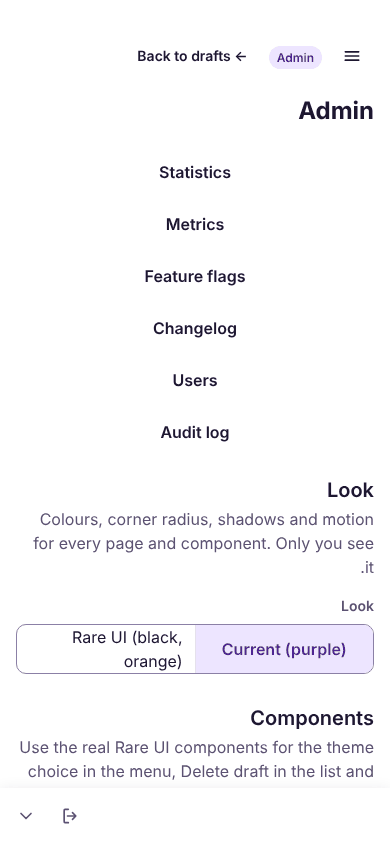 Back to drafts ←
Admin
Admin
Statistics
Metrics
Feature flags
Changelog
Users
Audit log
Look
Colours, corner radius, shadows and motion
for every page and component. Only you see
.it
Look
Rare UI (black,
orange)
Current (purple)
Components
Use the real Rare UI components for the theme
choice in the menu, Delete draft in the list and